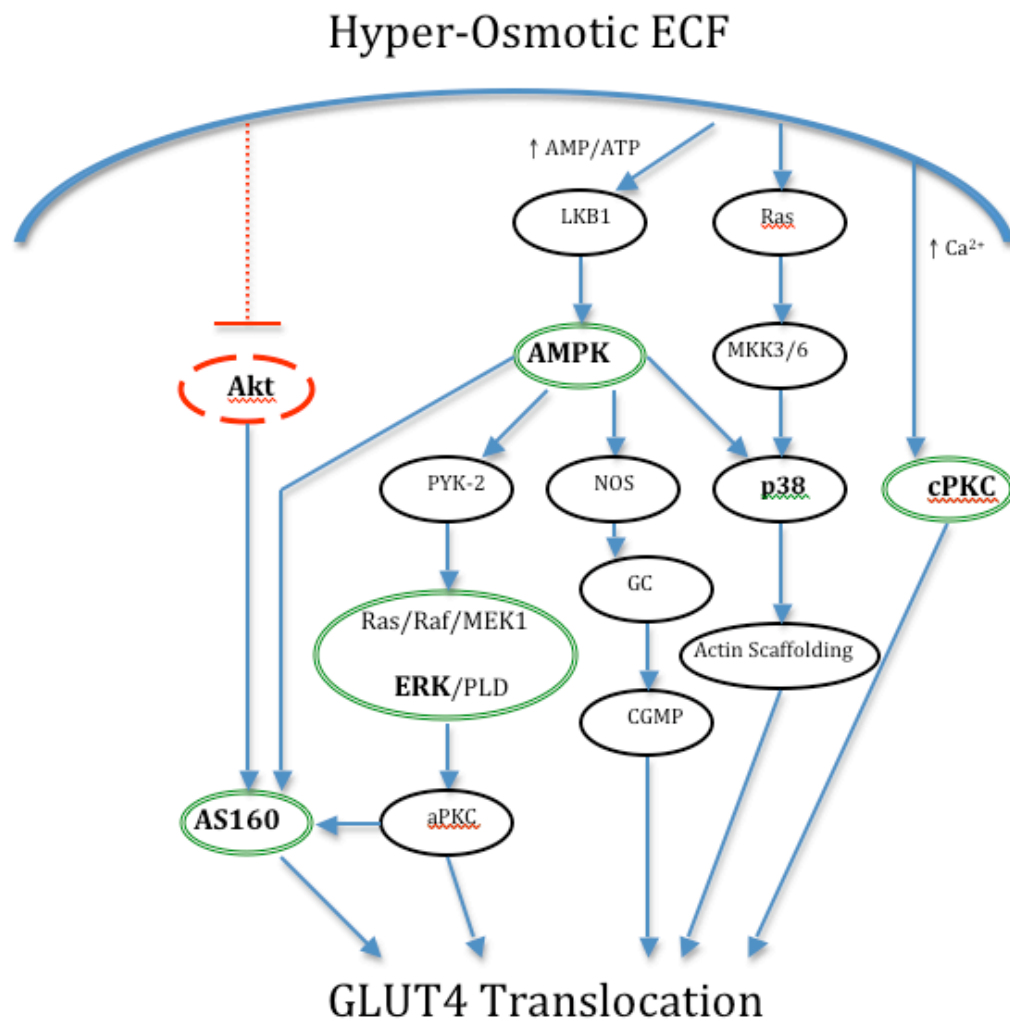 Hyper-Osmotic ECF
↑ AMP/ATP
LKB1
Ras
↑ Ca²⁺
AMPK
MKK3/6
Akt
PYK-2
NOS
p38
cPKC
GC
Ras/Raf/MEK1
ERK/PLD
Actin Scaffolding
CGMP
AS160
aPKC
GLUT4 Translocation